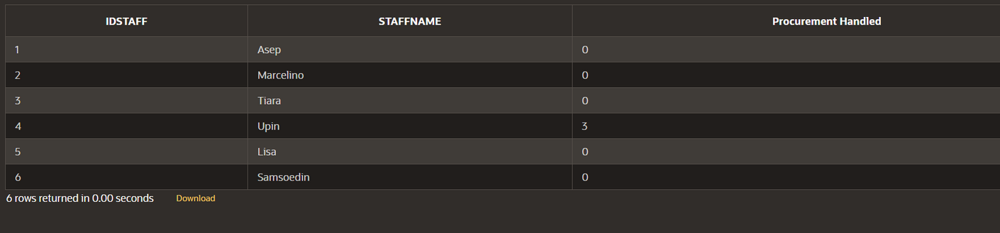 IDSTAFF STAFFNAME Procurement Handled
1 Asep 0
2 Marcelino 0
3 Tiara 0
4 Upin 3
5 Lisa 0
6 Samsoedin 0
6 rows returned in 0.00 seconds Download